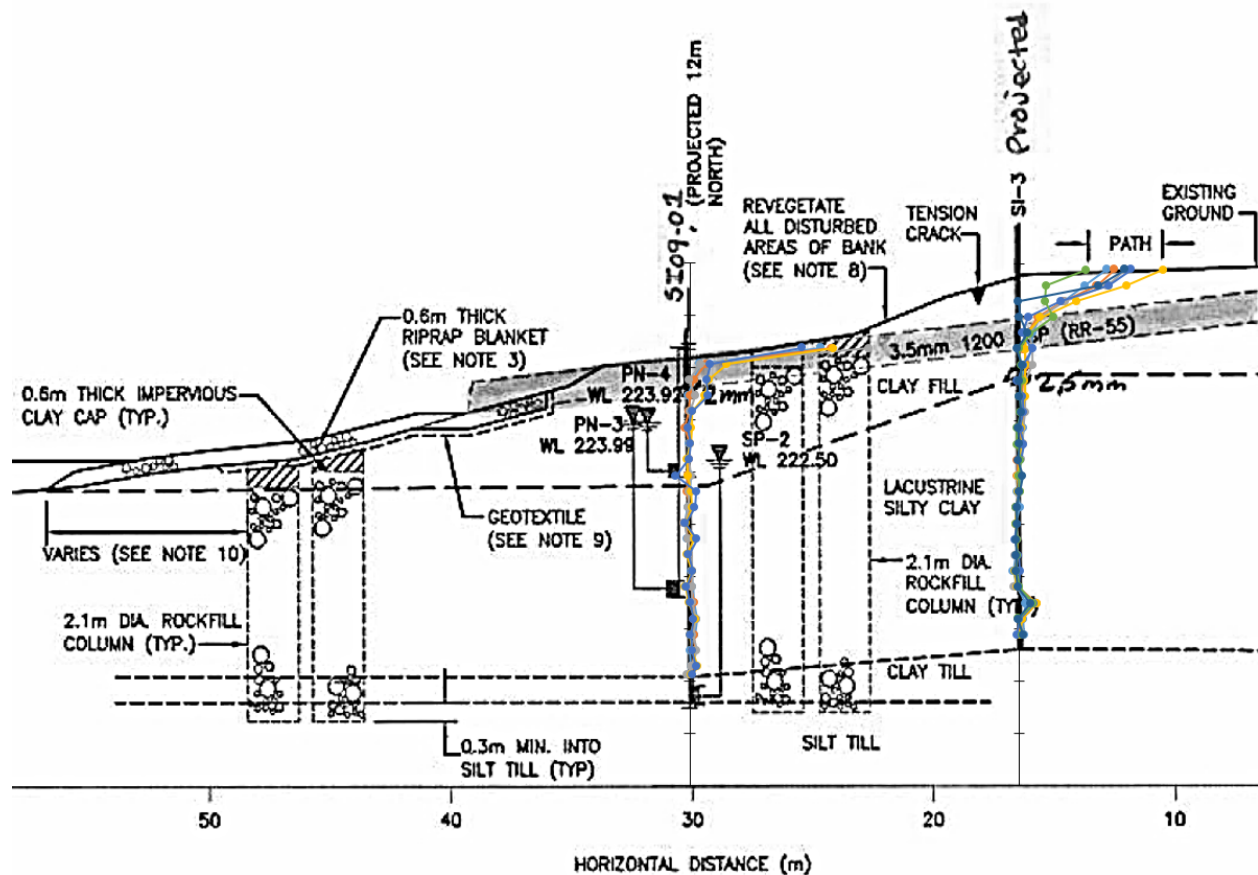 SI09-01
(PROJECTED 12m
NORTH)
SI-3 Projected
REVEGETATE
ALL DISTURBED
AREAS OF BANK
(SEE NOTE 8)
TENSION
CRACK
PATH
EXISTING
GROUND
0.6m THICK
RIPRAP BLANKET
(SEE NOTE 3)
0.6m THICK IMPERVIOUS
CLAY CAP (TYP.)
3.5mm 1200
SP (RR-55)
PN-4
WL 223.92
2mm
CLAY FILL
2,5mm
PN-3
WL 223.99
SP-2
WL 222.50
LACUSTRINE
SILTY CLAY
GEOTEXTILE
(SEE NOTE 9)
VARIES (SEE NOTE 10)
2.1m DIA.
ROCKFILL
COLUMN (TYP.)
2.1m DIA. ROCKFILL
COLUMN (TYP.)
CLAY TILL
0.3m MIN. INTO
SILT TILL (TYP)
SILT TILL
50 40 30 20 10
HORIZONTAL DISTANCE (m)